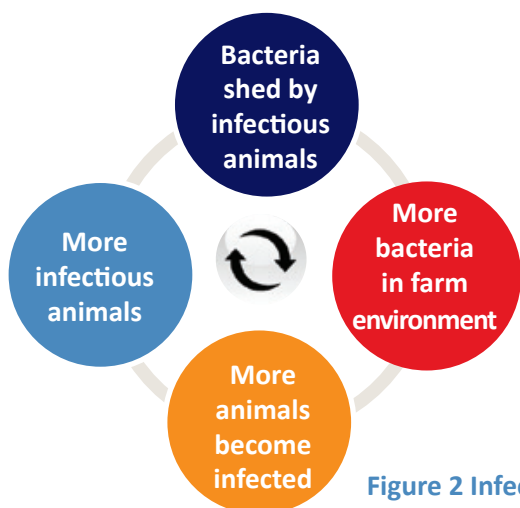 Bacteria
shed by
infectious
animals
More
bacteria
in farm
environment
More
animals
become
infected
More
infectious
animals
Figure 2 Infec